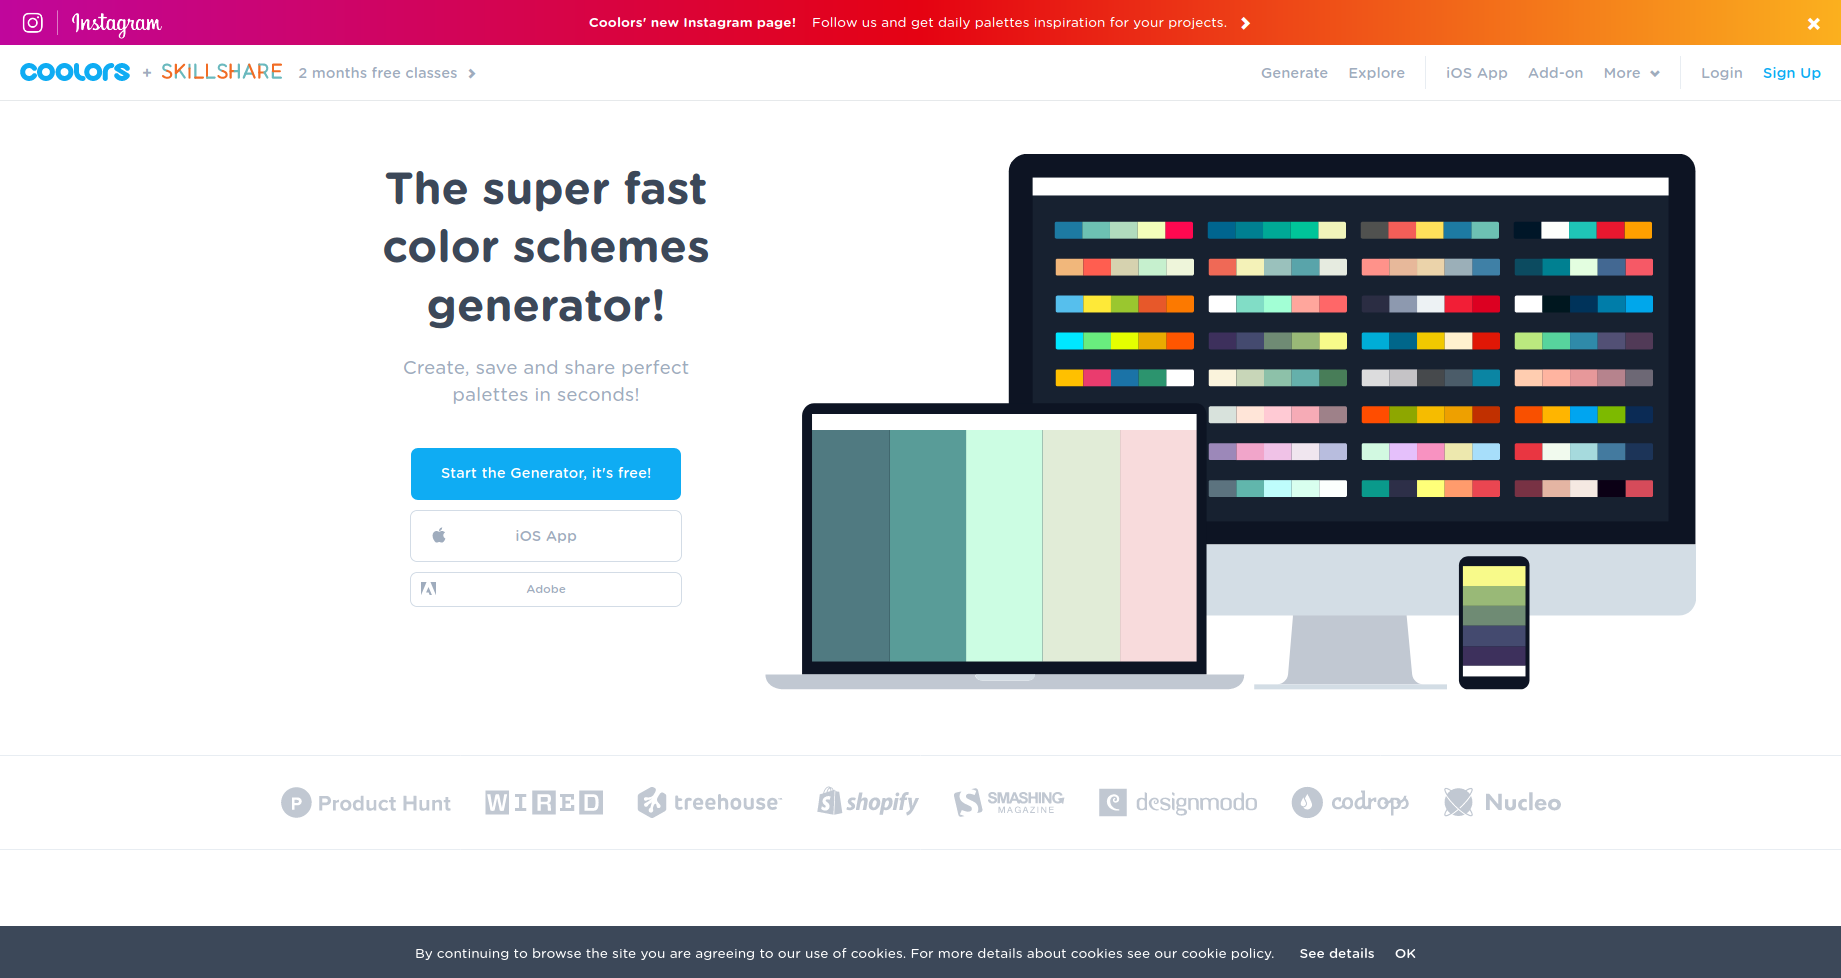 Instagram
Coolors' new Instagram page! Follow us and get daily palettes inspiration for your projects.
coolors + SKILLSHARE 2 months free classes
Generate Explore iOS App Add-on More Login Sign Up
The super fast
color schemes
generator!
Create, save and share perfect
palettes in seconds!
Start the Generator, it's free!
iOS App
Adobe
P Product Hunt WIRED treehouse shopify SMASHING MAGAZINE designmodo codrops Nucleo
By continuing to browse the site you are agreeing to our use of cookies. For more details about cookies see our cookie policy. See details OK